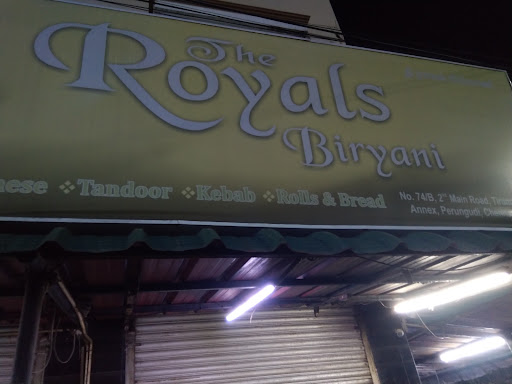 The
Royals
Biryani
nese ❖ Tandoor ❖ Kebab ❖ Rolls & Bread
No. 74/B, 2nd Main Road,
Annex, Perungudi,